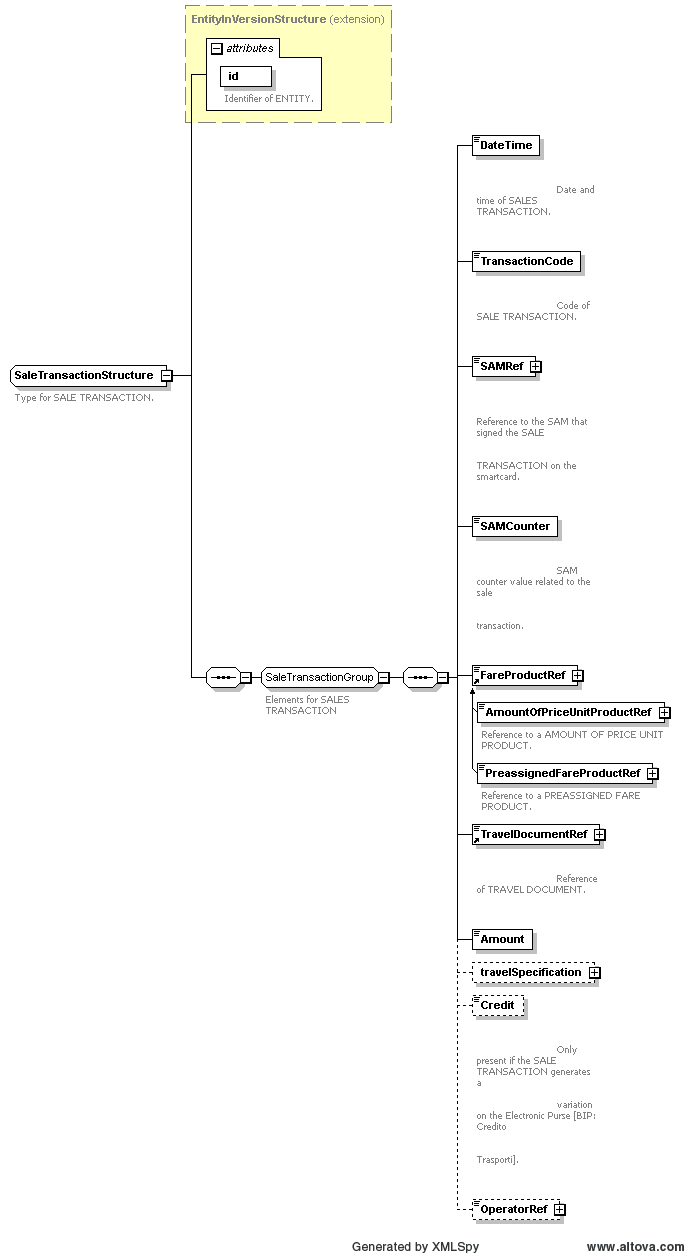 EntityInVersionStructure (extension)
attributes
id
Identifier of ENTITY.
DateTime
Date and
time of SALES
TRANSACTION.
TransactionCode
Code of
SALE TRANSACTION.
SaleTransactionStructure
Type for SALE TRANSACTION.
SAMRef
Reference to the SAM that
signed the SALE
TRANSACTION on the
smartcard.
SAMCounter
SAM
counter value related to the
sale
transaction.
SaleTransactionGroup
Elements for SALES
TRANSACTION
FareProductRef
AmountOfPriceUnitProductRef
Reference to a AMOUNT OF PRICE UNIT
PRODUCT.
PreassignedFareProductRef
Reference to a PREASSIGNED FARE
PRODUCT.
TravelDocumentRef
Reference
of TRAVEL DOCUMENT.
Amount
travelSpecification
Credit
Only
present if the SALE
TRANSACTION generates
a
variation
on the Electronic Purse [BIP:
Credito
Trasporti].
OperatorRef
Generated by XMLSpy
www.altova.com